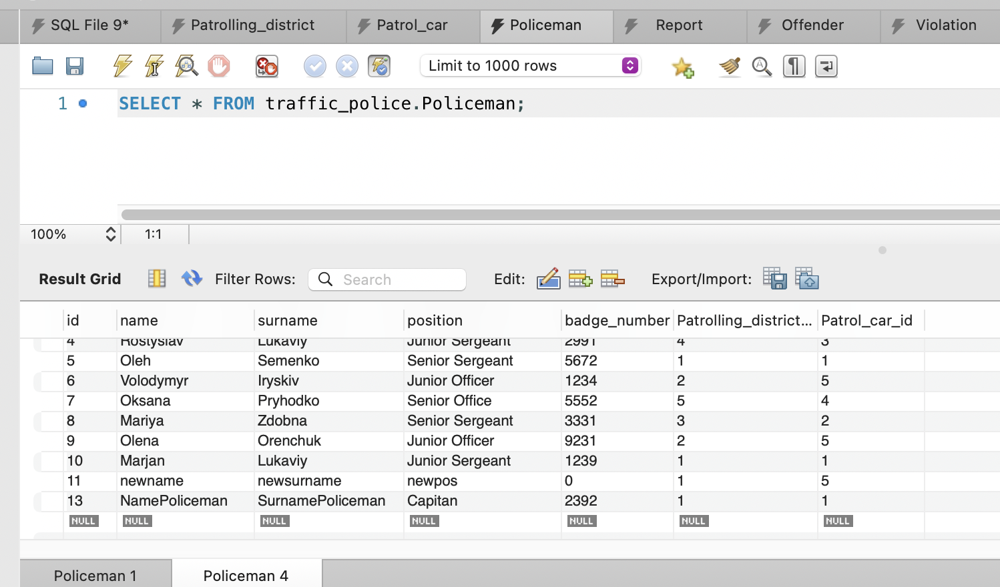 SQL File 9* Patrolling_district Patrol_car Policeman Report Offender Violation
Limit to 1000 rows
1 SELECT * FROM traffic_police.Policeman;
100% 1:1
Result Grid Filter Rows: Search Edit: Export/Import:
id name surname position badge_number Patrolling_district... Patrol_car_id
4 Rostyslav Lukaviy Junior Sergeant 2991 4 3
5 Oleh Semenko Senior Sergeant 5672 1 1
6 Volodymyr Iryskiv Junior Officer 1234 2 5
7 Oksana Pryhodko Senior Office 5552 5 4
8 Mariya Zdobna Senior Sergeant 3331 3 2
9 Olena Orenchuk Junior Officer 9231 2 5
10 Marjan Lukaviy Junior Sergeant 1239 1 1
11 newname newsurname newpos 0 1 5
13 NamePoliceman SurnamePoliceman Capitan 2392 1 1
NULL NULL NULL NULL NULL NULL NULL
Policeman 1 Policeman 4